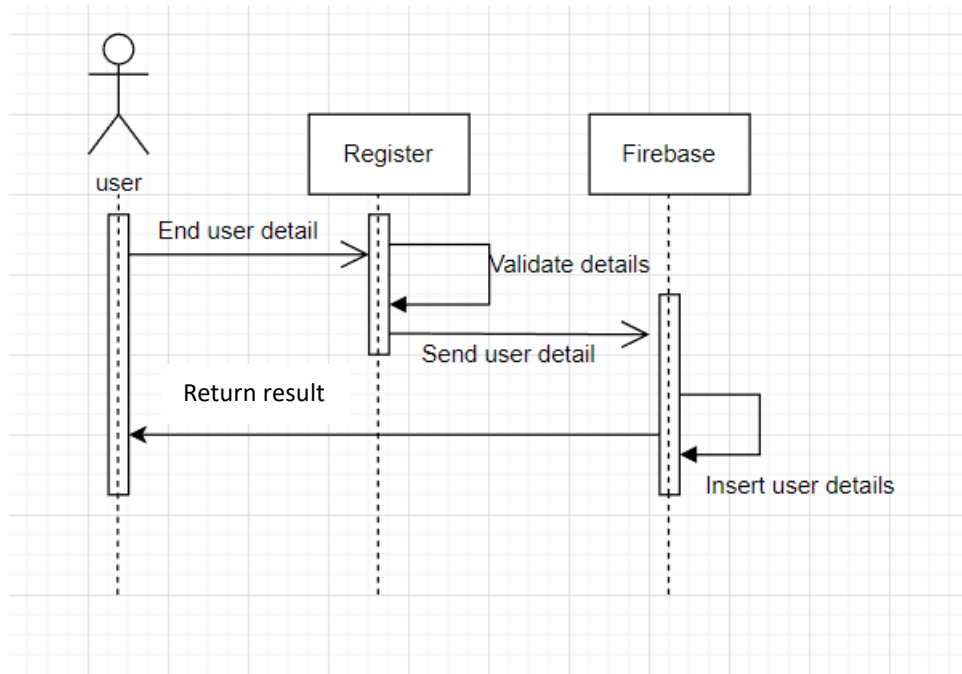 user
Register
Firebase
End user detail
Validate details
Send user detail
Return result
Insert user details